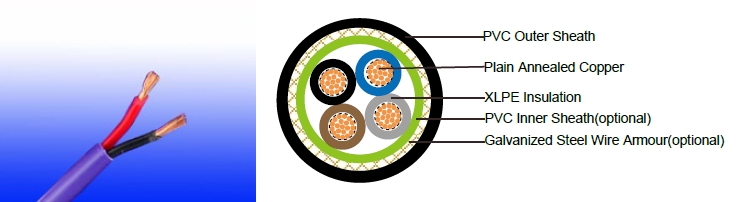 PVC Outer Sheath
Plain Annealed Copper
XLPE Insulation
PVC Inner Sheath(optional)
Galvanized Steel Wire Armour(optional)